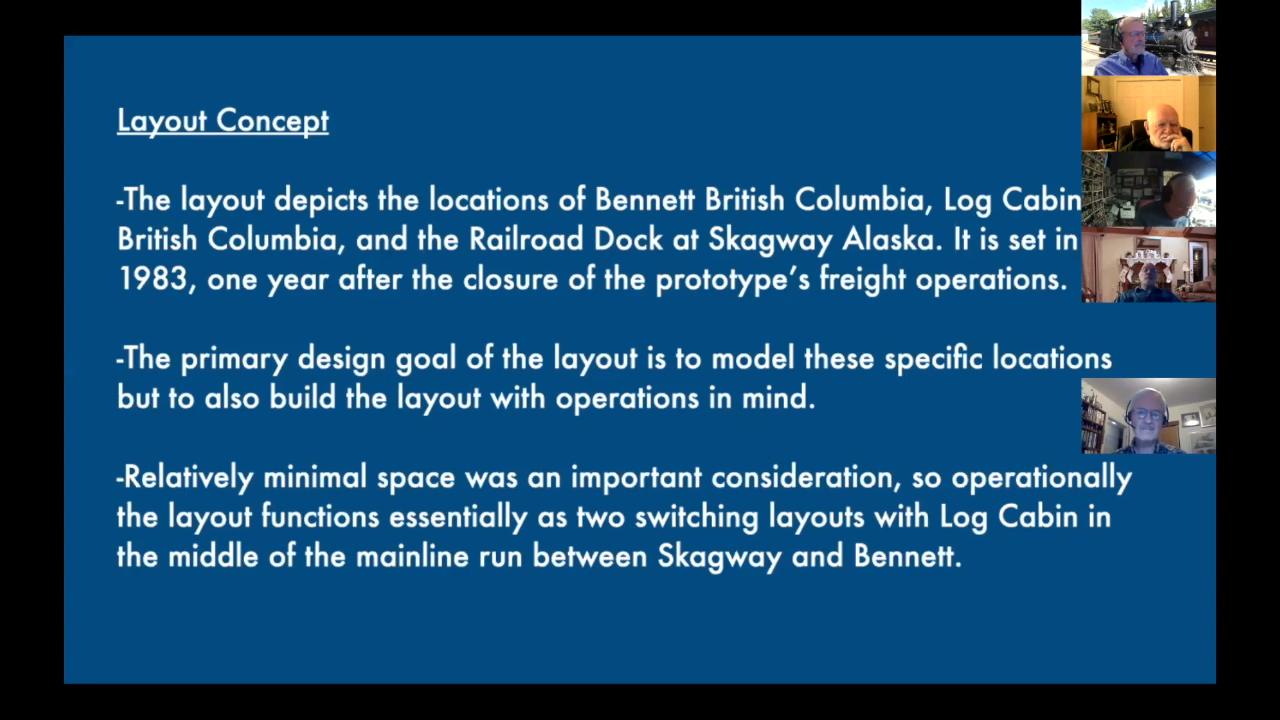 Layout Concept
-The layout depicts the locations of Bennett British Columbia, Log Cabin
British Columbia, and the Railroad Dock at Skagway Alaska. It is set in
1983, one year after the closure of the prototype’s freight operations.
-The primary design goal of the layout is to model these specific locations
but to also build the layout with operations in mind.
-Relatively minimal space was an important consideration, so operationally
the layout functions essentially as two switching layouts with Log Cabin in
the middle of the mainline run between Skagway and Bennett.